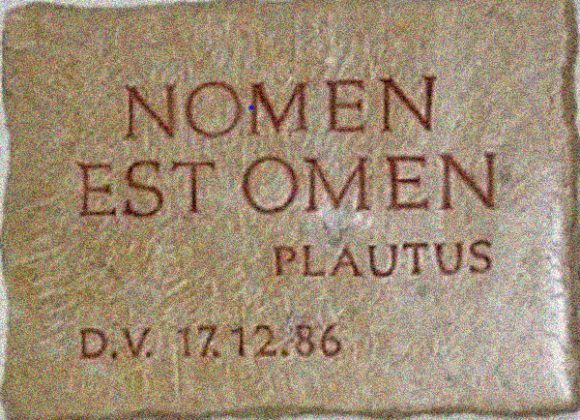 NOMEN
EST OMEN
PLAUTUS
D.V. 17.12.86